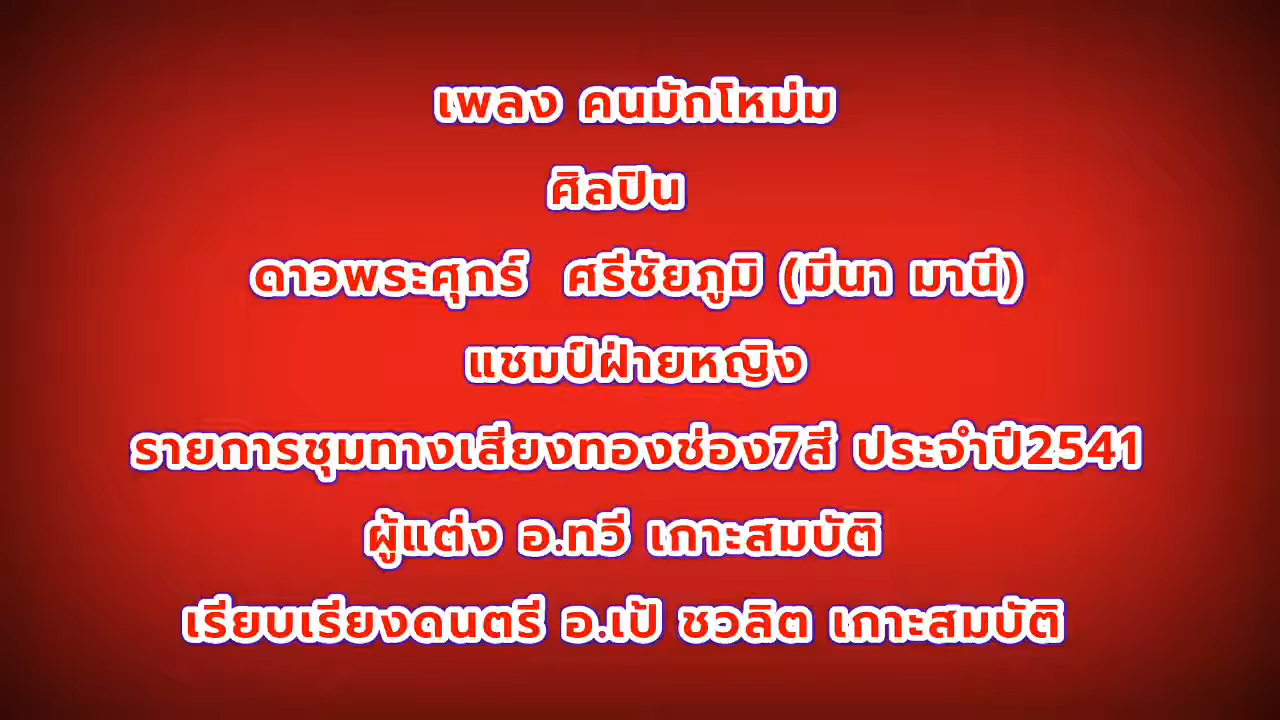 เพลง คนมักโหม่ม
ศิลปิน
ดาวพระศุกร์ ศรีชัยภูมิ (มีนา มานี)
แชมป์ฝ่ายหญิง
รายการชุมทางเสียงทองช่อง7สี ประจำปี2541
ผู้แต่ง อ.ทวี เกาะสมบัติ
เรียบเรียงดนตรี อ.เป้ ชวลิต เกาะสมบัติ